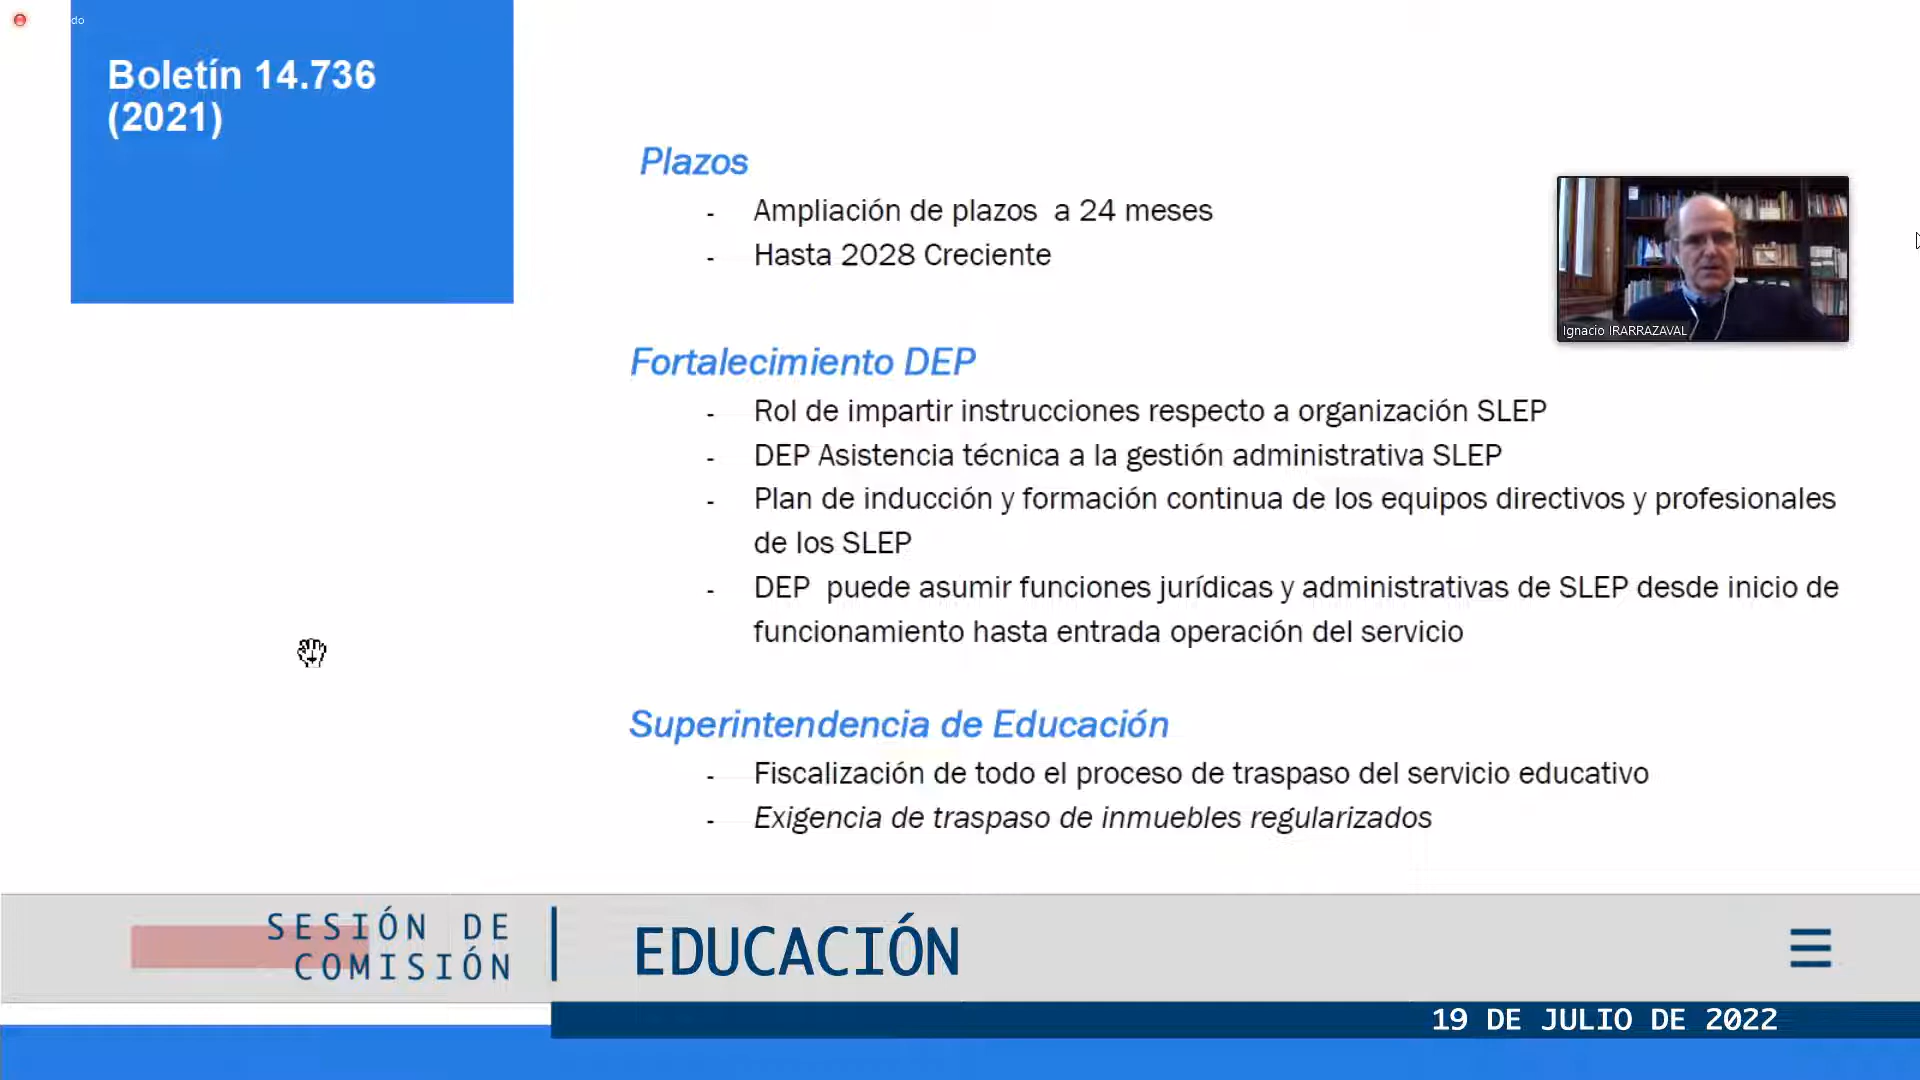 do
Boletín 14.736
(2021)
Plazos
- Ampliación de plazos a 24 meses
- Hasta 2028 Creciente
Ignacio IRARRAZAVAL
Fortalecimiento DEP
- Rol de impartir instrucciones respecto a organización SLEP
- DEP Asistencia técnica a la gestión administrativa SLEP
- Plan de inducción y formación continua de los equipos directivos y profesionales
de los SLEP
- DEP puede asumir funciones jurídicas y administrativas de SLEP desde inicio de
funcionamiento hasta entrada operación del servicio
Superintendencia de Educación
- Fiscalización de todo el proceso de traspaso del servicio educativo
- Exigencia de traspaso de inmuebles regularizados
SESIÓN DE
COMISIÓN
EDUCACIÓN
19 DE JULIO DE 2022